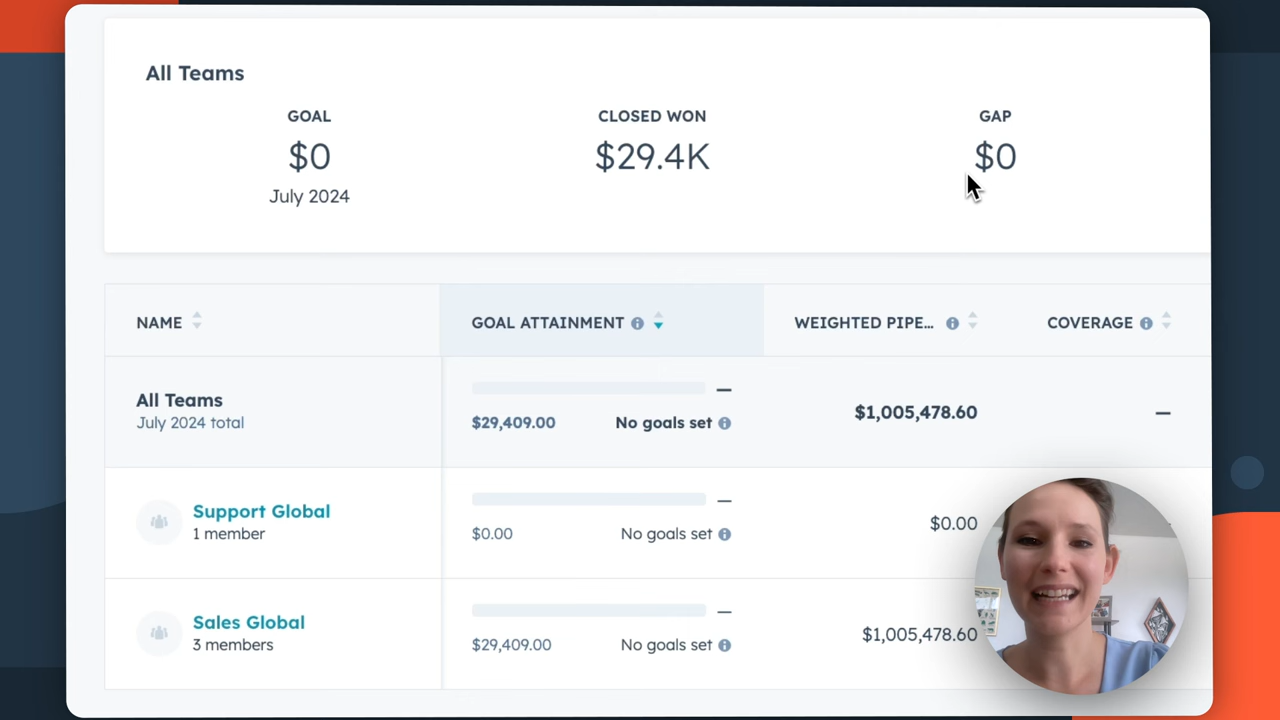 All Teams
GOAL CLOSED WON GAP
$0 $29.4K $0
July 2024
NAME GOAL ATTAINMENT WEIGHTED PIPE... COVERAGE
All Teams
July 2024 total
$29,409.00 No goals set $1,005,478.60 –
Support Global
1 member
$0.00 No goals set $0.00
Sales Global
3 members
$29,409.00 No goals set $1,005,478.60